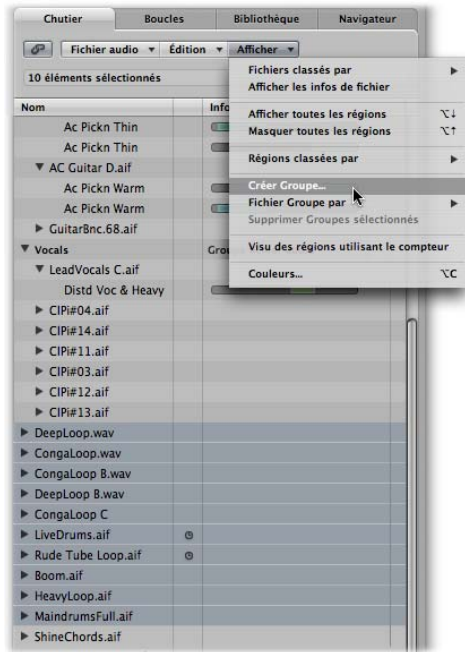 Chutier
Boucles
Bibliothèque
Navigateur
Fichier audio
Édition
Afficher
10 éléments sélectionnés
Nom
Info
Ac Pickn Thin
Ac Pickn Thin
AC Guitar D.aif
Ac Pickn Warm
Ac Pickn Warm
GuitarBnc.68.aif
Vocals
Grou
LeadVocals C.aif
Distd Voc & Heavy
CIPi#04.aif
CIPi#14.aif
CIPi#11.aif
CIPi#03.aif
CIPi#12.aif
CIPi#13.aif
DeepLoop.wav
CongaLoop.wav
CongaLoop B.wav
DeepLoop B.wav
CongaLoop C
LiveDrums.aif
Rude Tube Loop.aif
Boom.aif
HeavyLoop.aif
MaindrumsFull.aif
ShineChords.aif
Fichiers classés par
Afficher les infos de fichier
Afficher toutes les régions ⌥↓
Masquer toutes les régions ⌥↑
Régions classées par
Créer Groupe...
Fichier Groupe par
Supprimer Groupes sélectionnés
Visu des régions utilisant le compteur
Couleurs... ⌥C